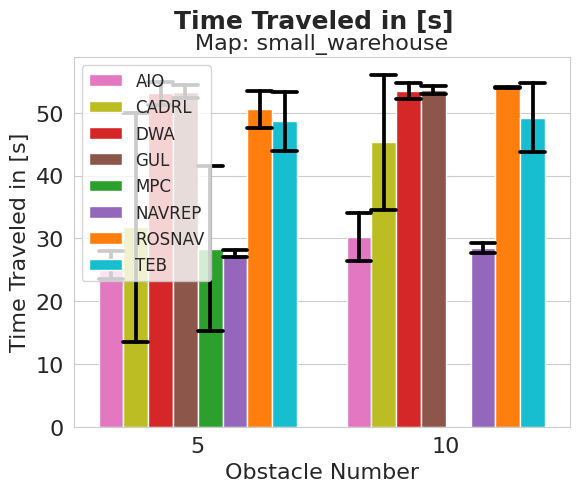 Time Traveled in [s]
Map: small_warehouse
Time Traveled in [s]
50
40
30
20
10
0
AIO
CADRL
DWA
GUL
MPC
NAVREP
ROSNAV
TEB
5
10
Obstacle Number